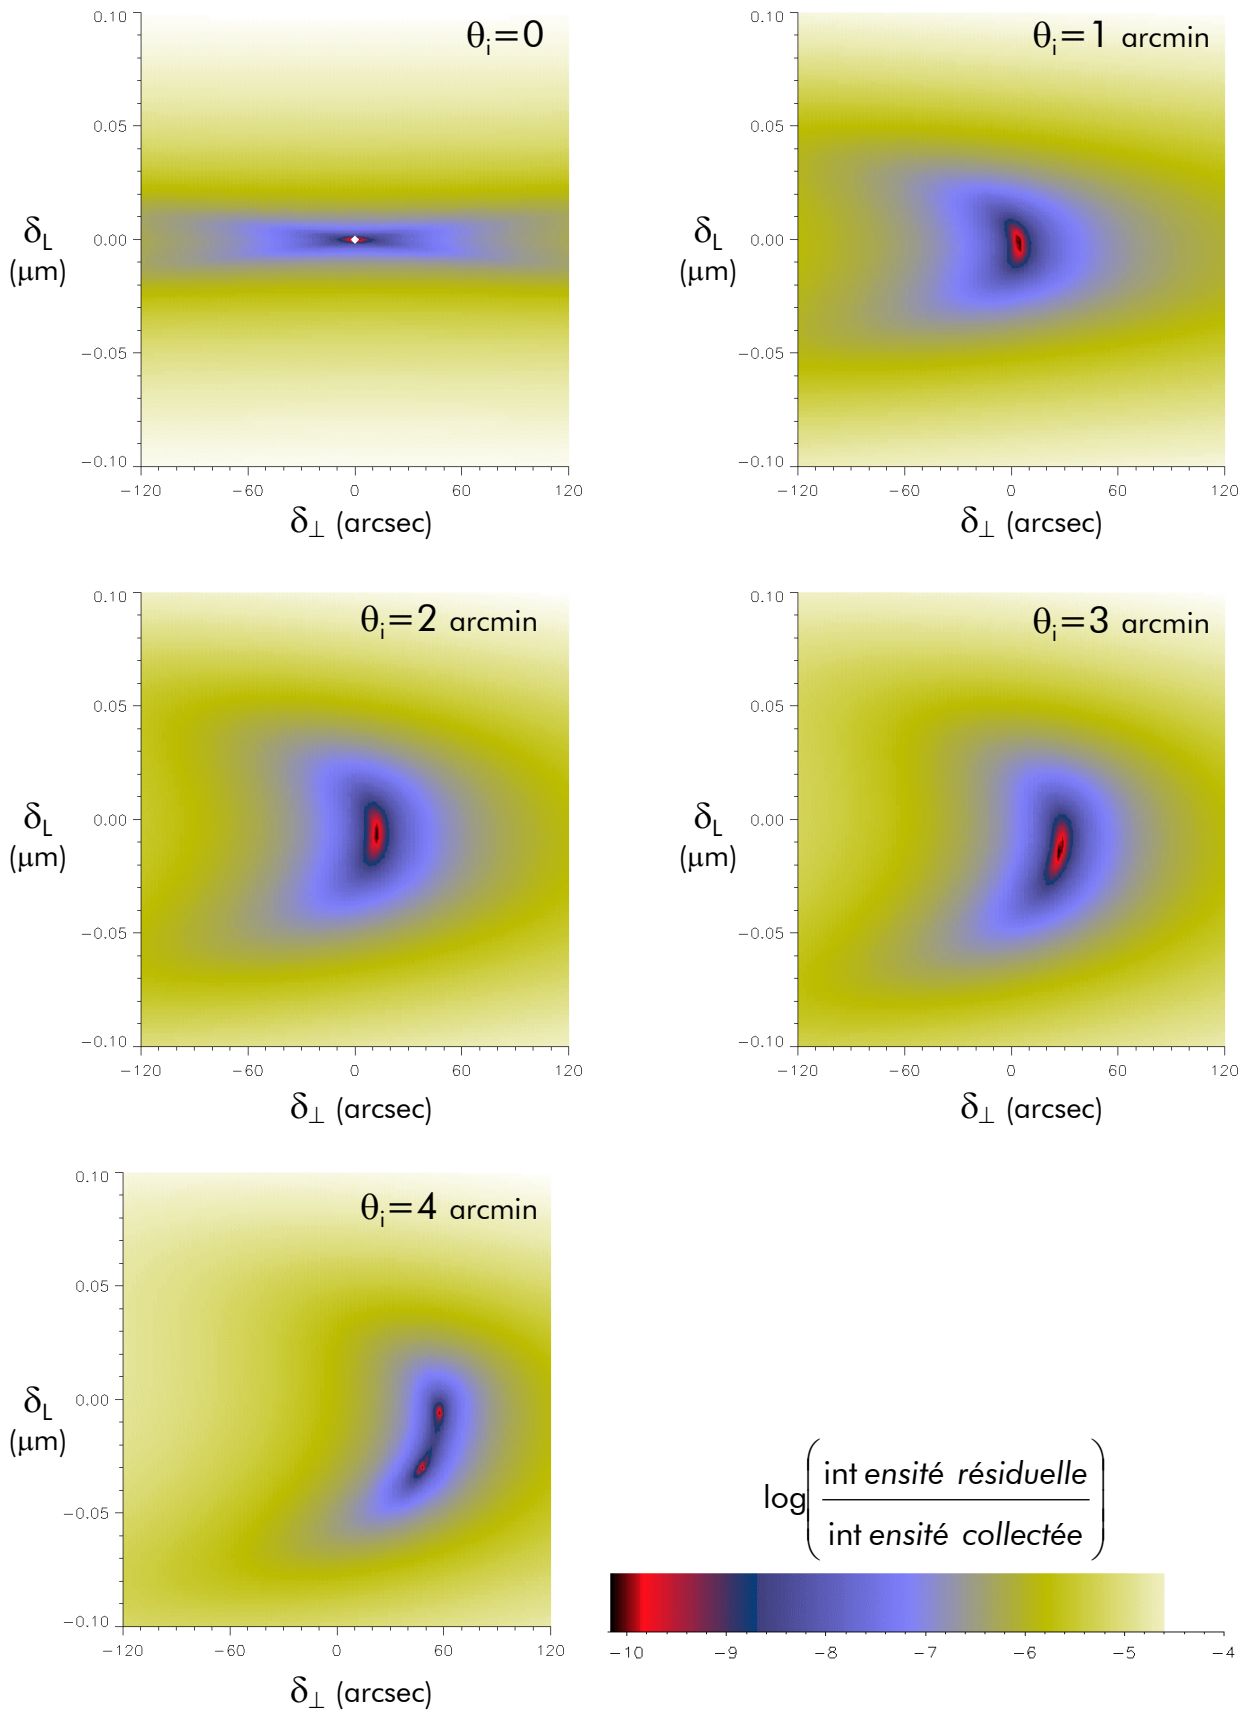 θi=0
0.10
0.05
0.00
−0.05
−0.10
δL
(μm)
−120 −60 0 60 120
δ⊥ (arcsec)
θi=1 arcmin
0.10
0.05
0.00
−0.05
−0.10
δL
(μm)
−120 −60 0 60 120
δ⊥ (arcsec)
θi=2 arcmin
0.10
0.05
0.00
−0.05
−0.10
δL
(μm)
−120 −60 0 60 120
δ⊥ (arcsec)
θi=3 arcmin
0.10
0.05
0.00
−0.05
−0.10
δL
(μm)
−120 −60 0 60 120
δ⊥ (arcsec)
θi=4 arcmin
0.10
0.05
0.00
−0.05
−0.10
δL
(μm)
−120 −60 0 60 120
δ⊥ (arcsec)
log( int ensité résiduelle
int ensité collectée )
−10 −9 −8 −7 −6 −5 −4